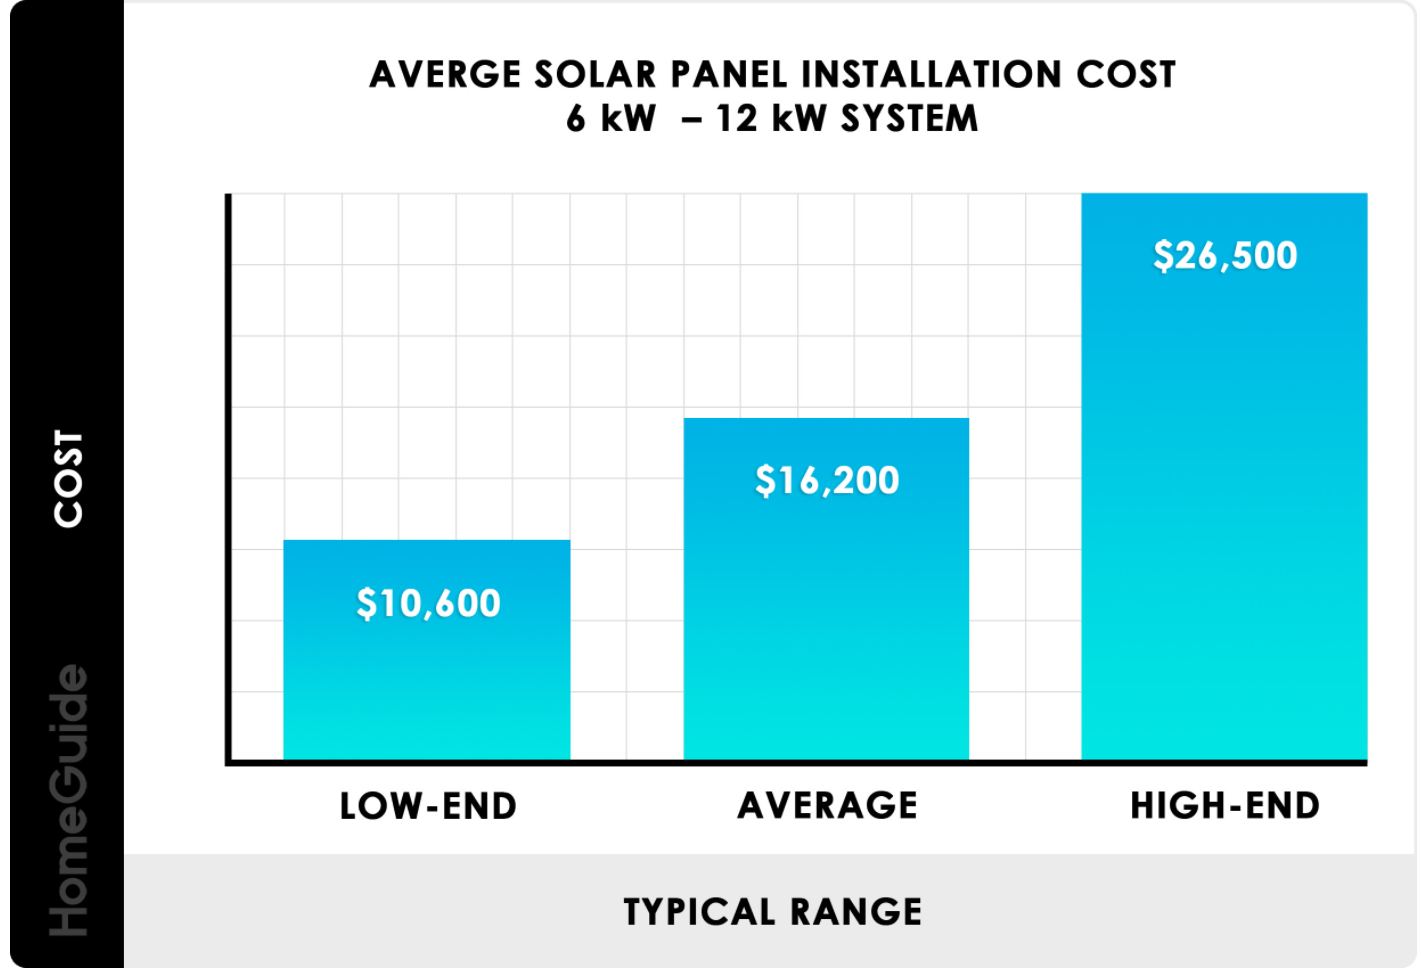 AVERGE SOLAR PANEL INSTALLATION COST
6 kW – 12 kW SYSTEM
$26,500
$16,200
$10,600
COST
HomeGuide
LOW-END
AVERAGE
HIGH-END
TYPICAL RANGE